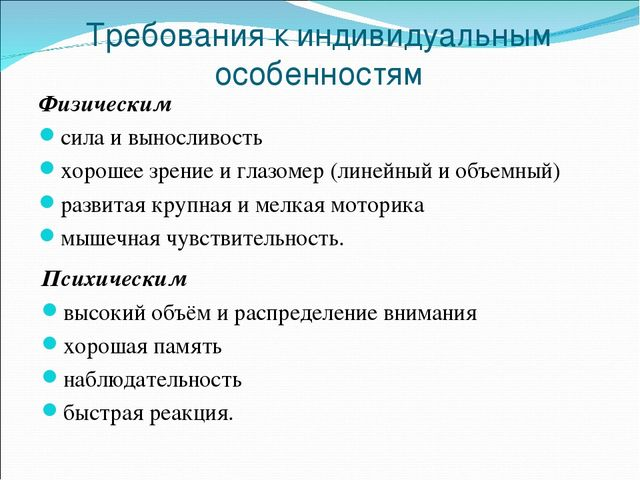 Требования к индивидуальным
особенностям
Физическим
сила и выносливость
хорошее зрение и глазомер (линейный и объемный)
развитая крупная и мелкая моторика
мышечная чувствительность.
Психическим
высокий объём и распределение внимания
хорошая память
наблюдательность
быстрая реакция.